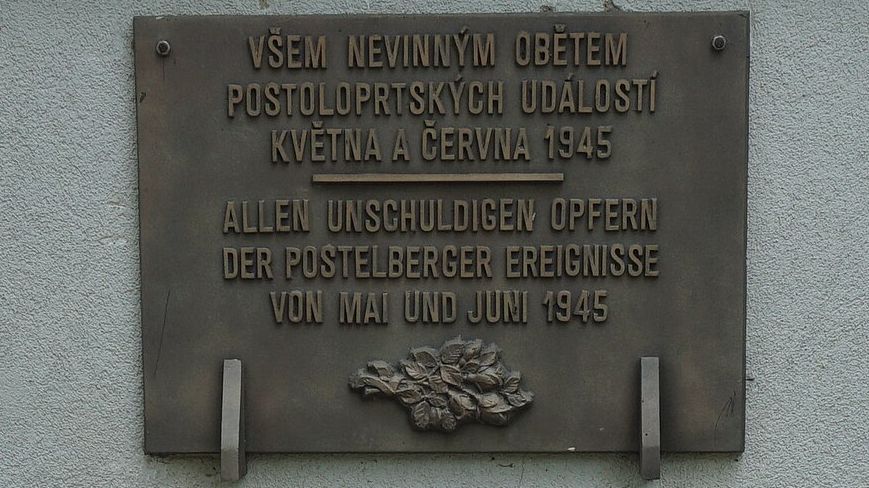 VŠEM NEVINNÝM OBĚTEM
POSTOLOPRTSKÝCH UDÁLOSTÍ
KVĚTNA A ČERVNA 1945
ALLEN UNSCHULDIGEN OPFERN
DER POSTELBERGER EREIGNISSE
VON MAI UND JUNI 1945